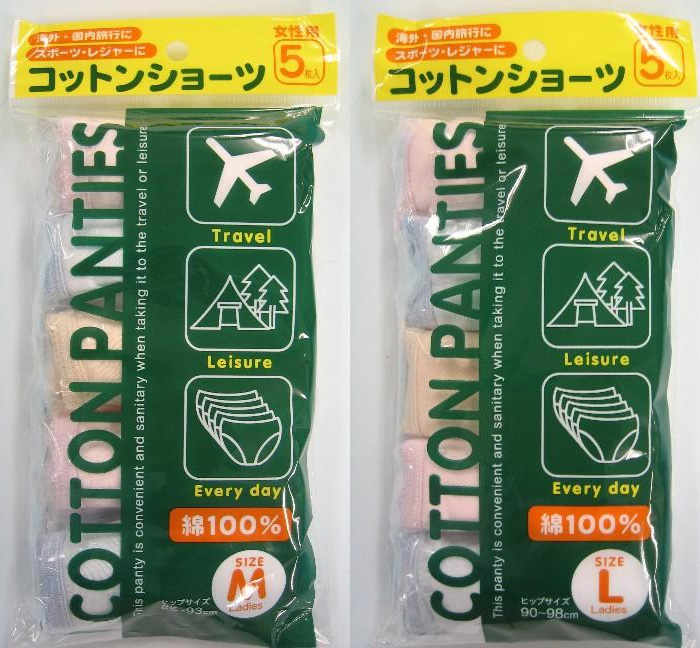 海外・国内旅行に
スポーツ・レジャーに
コットンショーツ
女性用
5枚入
COTTON PANTIES
This panty is convenient and sanitary when taking it to the travel or leisure
Travel
Leisure
Every day
綿100%
SIZE
M
Ladies
ヒップサイズ
93cm
海外・国内旅行に
スポーツ・レジャーに
コットンショーツ
女性用
5枚入
COTTON PANTIES
This panty is convenient and sanitary when taking it to the travel or leisure
Travel
Leisure
Every day
綿100%
SIZE
L
Ladies
ヒップサイズ
90~98cm